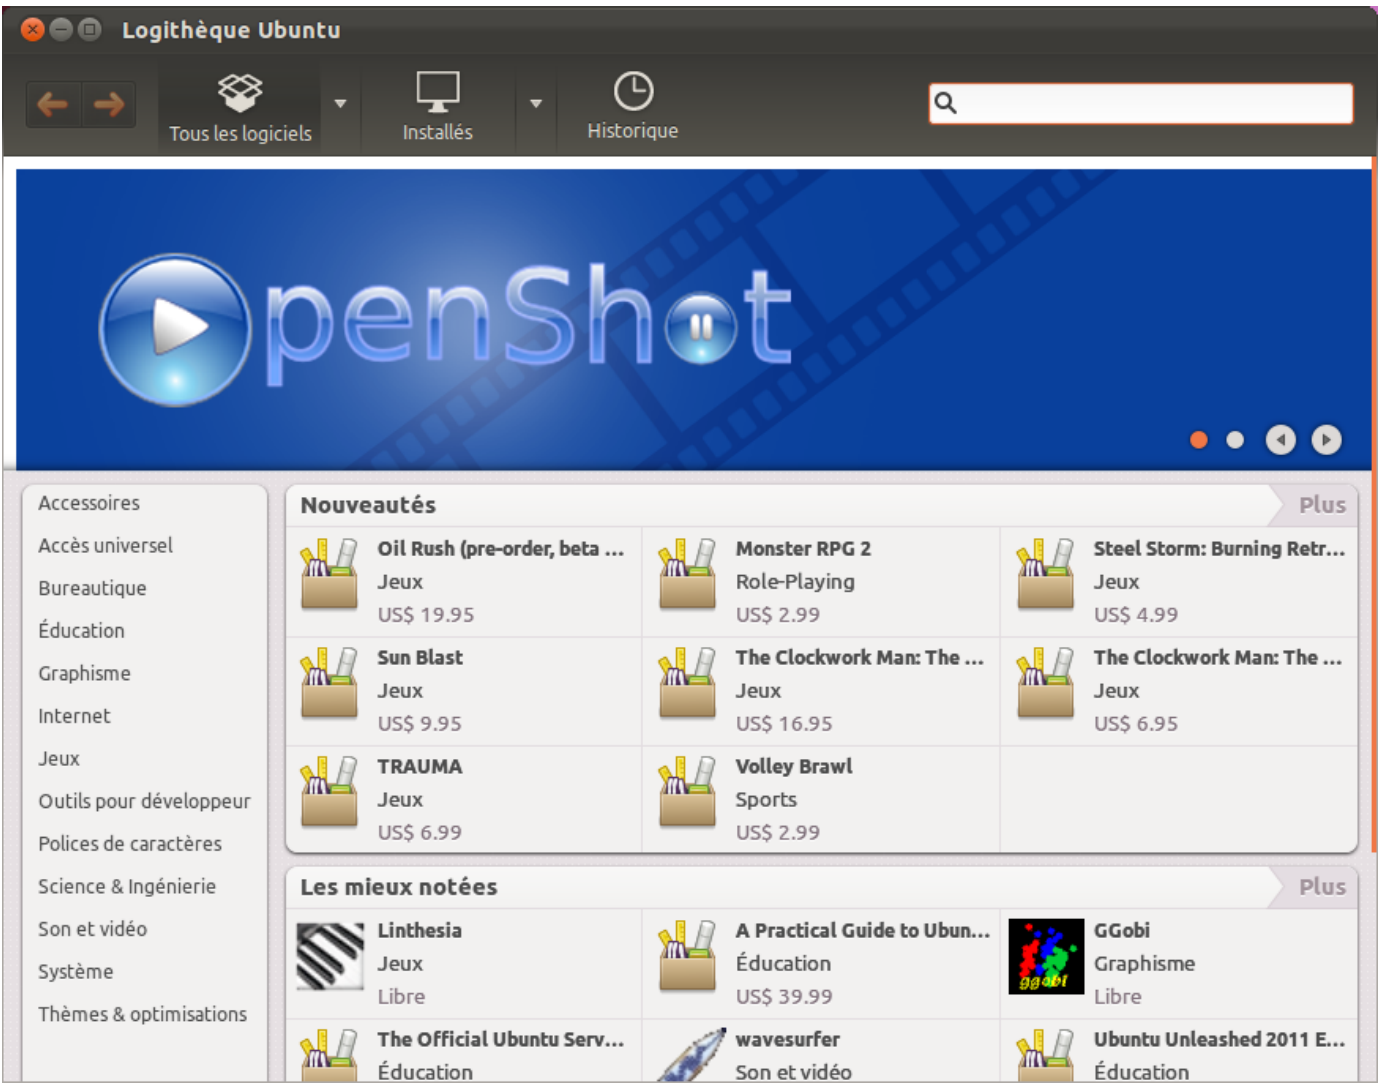 Logithèque Ubuntu
Tous les logiciels
Installés
Historique
OpenShot
Accessoires
Accès universel
Bureautique
Éducation
Graphisme
Internet
Jeux
Outils pour développeur
Polices de caractères
Science & Ingénierie
Son et vidéo
Système
Thèmes & optimisations
Nouveautés
Plus
Oil Rush (pre-order, beta ...
Jeux
US$ 19.95
Monster RPG 2
Role-Playing
US$ 2.99
Steel Storm: Burning Retr...
Jeux
US$ 4.99
Sun Blast
Jeux
US$ 9.95
The Clockwork Man: The ...
Jeux
US$ 16.95
The Clockwork Man: The ...
Jeux
US$ 6.95
TRAUMA
Jeux
US$ 6.99
Volley Brawl
Sports
US$ 2.99
Les mieux notées
Plus
Linthesia
Jeux
Libre
A Practical Guide to Ubun...
Éducation
US$ 39.99
ggobi
GGobi
Graphisme
Libre
The Official Ubuntu Serv...
Éducation
wavesurfer
Son et vidéo
Ubuntu Unleashed 2011 E...
Éducation